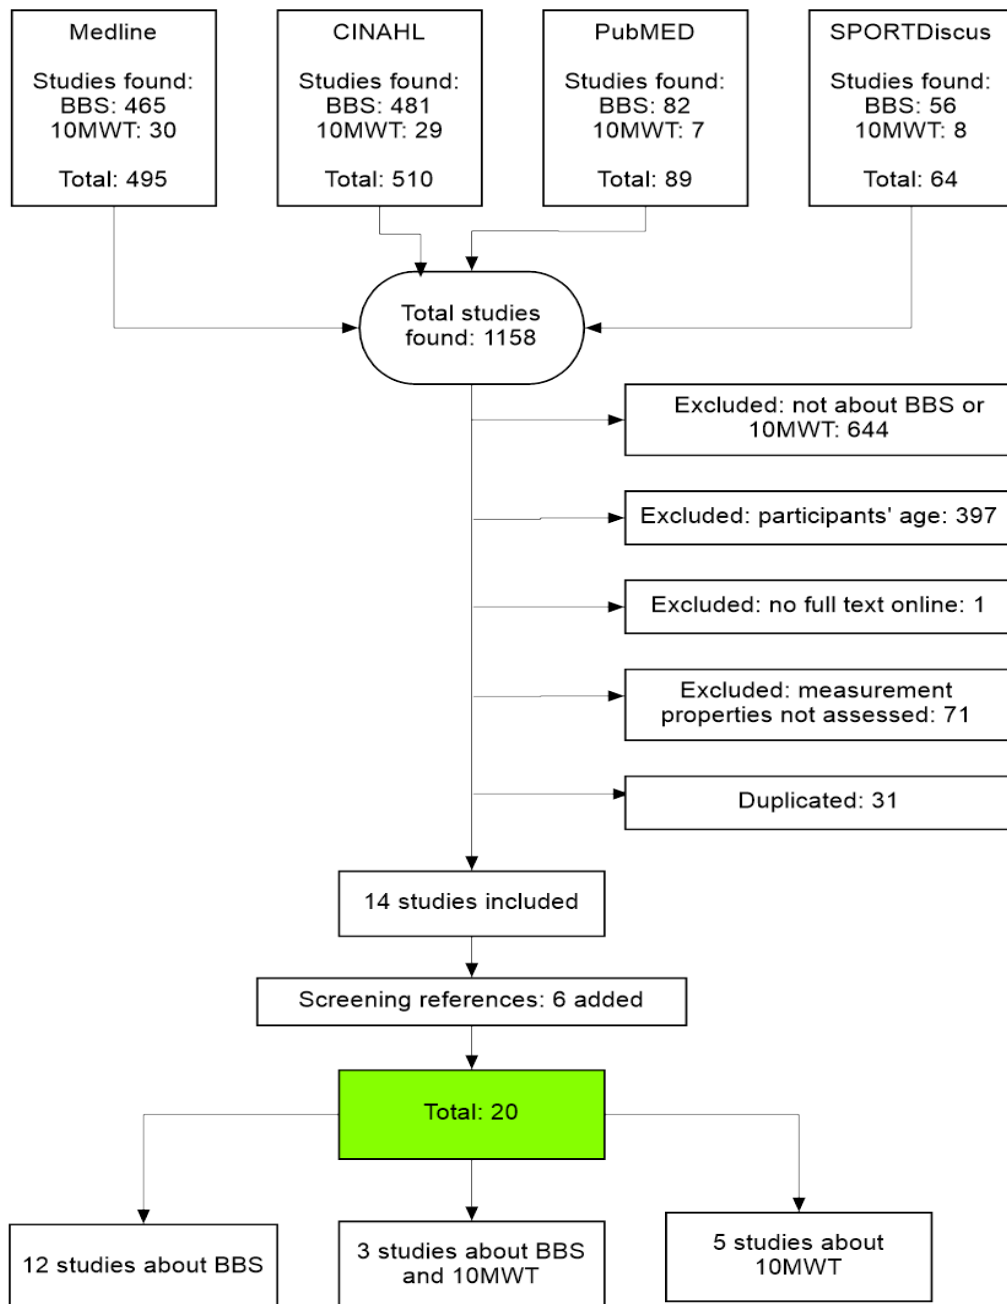 Medline
Studies found:
BBS: 465
10MWT: 30
Total: 495
CINAHL
Studies found:
BBS: 481
10MWT: 29
Total: 510
PubMED
Studies found:
BBS: 82
10MWT: 7
Total: 89
SPORTDiscus
Studies found:
BBS: 56
10MWT: 8
Total: 64
Total studies
found: 1158
Excluded: not about BBS or
10MWT: 644
Excluded: participants' age: 397
Excluded: no full text online: 1
Excluded: measurement
properties not assessed: 71
Duplicated: 31
14 studies included
Screening references: 6 added
Total: 20
12 studies about BBS
3 studies about BBS
and 10MWT
5 studies about
10MWT